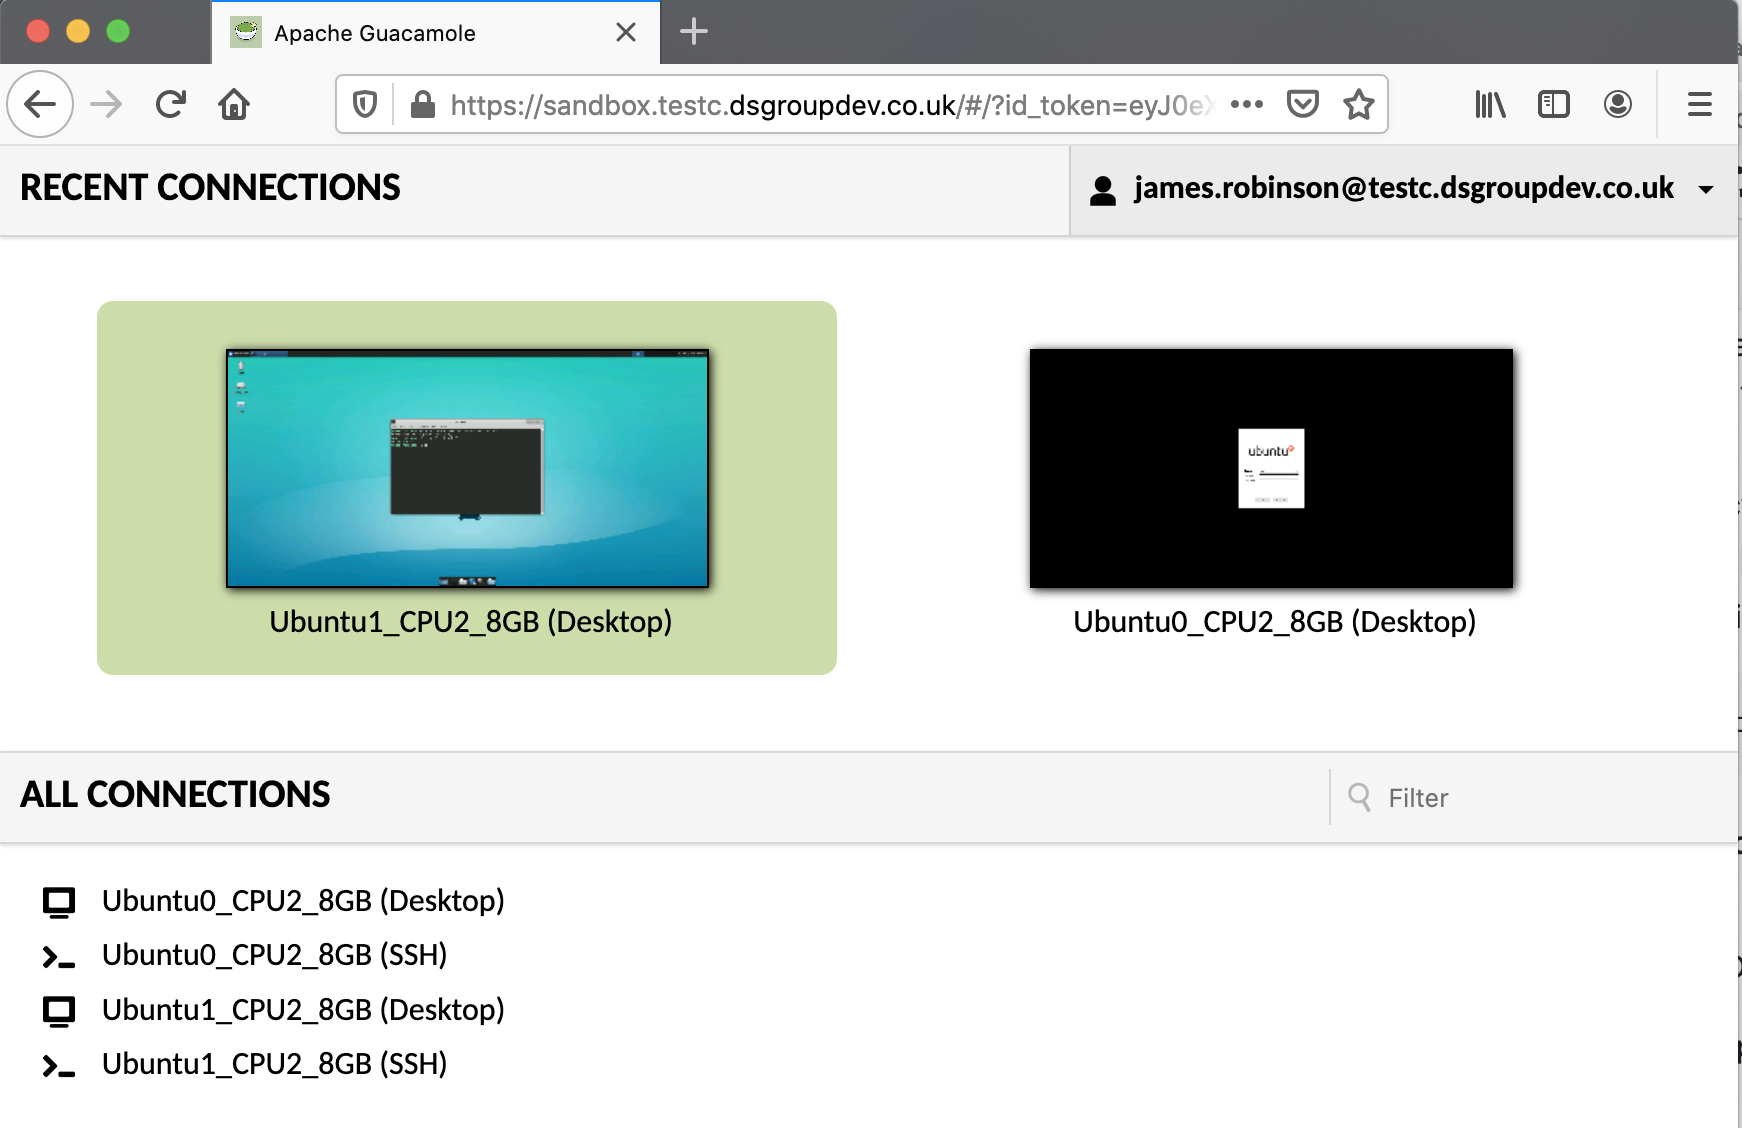 Apache Guacamole
https://sandbox.testc.dsgroupdev.co.uk/#/?id_token=eyJ0eX
RECENT CONNECTIONS
james.robinson@testc.dsgroupdev.co.uk
ubuntu
Ubuntu1_CPU2_8GB (Desktop)
Ubuntu0_CPU2_8GB (Desktop)
ALL CONNECTIONS
Filter
Ubuntu0_CPU2_8GB (Desktop)
Ubuntu0_CPU2_8GB (SSH)
Ubuntu1_CPU2_8GB (Desktop)
Ubuntu1_CPU2_8GB (SSH)